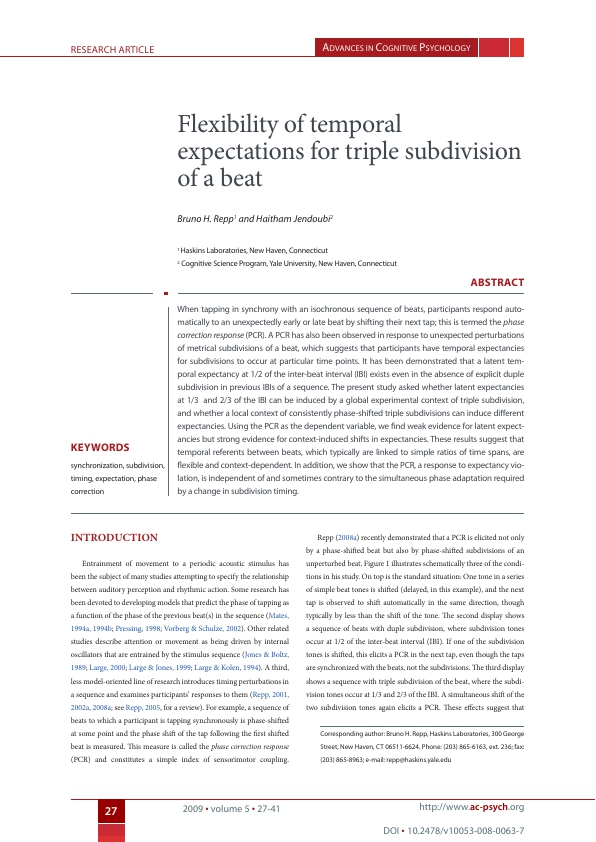 RESEARCH ARTICLE
ADVANCES IN COGNITIVE PSYCHOLOGY
Flexibility of temporal
expectations for triple subdivision
of a beat
Bruno H. Repp1 and Haitham Jendoubi2
1 Haskins Laboratories, New Haven, Connecticut
2 Cognitive Science Program, Yale University, New Haven, Connecticut
ABSTRACT
When tapping in synchrony with an isochronous sequence of beats, participants respond auto-
matically to an unexpectedly early or late beat by shifting their next tap; this is termed the phase
correction response (PCR). A PCR has also been observed in response to unexpected perturbations
of metrical subdivisions of a beat, which suggests that participants have temporal expectancies
for subdivisions to occur at particular time points. It has been demonstrated that a latent tem-
poral expectancy at 1/2 of the inter-beat interval (IBI) exists even in the absence of explicit duple
subdivision in previous IBIs of a sequence. The present study asked whether latent expectancies
at 1/3 and 2/3 of the IBI can be induced by a global experimental context of triple subdivision,
and whether a local context of consistently phase-shifted triple subdivisions can induce different
expectancies. Using the PCR as the dependent variable, we find weak evidence for latent expect-
ancies but strong evidence for context-induced shifts in expectancies. These results suggest that
temporal referents between beats, which typically are linked to simple ratios of time spans, are
flexible and context-dependent. In addition, we show that the PCR, a response to expectancy vio-
lation, is independent of and sometimes contrary to the simultaneous phase adaptation required
by a change in subdivision timing.
KEYWORDS
synchronization, subdivision,
timing, expectation, phase
correction
INTRODUCTION
Entrainment of movement to a periodic acoustic stimulus has
been the subject of many studies attempting to specify the relationship
between auditory perception and rhythmic action. Some research has
been devoted to developing models that predict the phase of tapping as
a function of the phase of the previous beat(s) in the sequence (Mates,
1994a, 1994b; Pressing, 1998; Vorberg & Schulze, 2002). Other related
studies describe attention or movement as being driven by internal
oscillators that are entrained by the stimulus sequence (Jones & Boltz,
1989; Large, 2000; Large & Jones, 1999; Large & Kolen, 1994). A third,
less model-oriented line of research introduces timing perturbations in
a sequence and examines participants' responses to them (Repp, 2001,
2002a, 2008a; see Repp, 2005, for a review). For example, a sequence of
beats to which a participant is tapping synchronously is phase-shifted
at some point and the phase shift of the tap following the first shifted
beat is measured. This measure is called the phase correction response
(PCR) and constitutes a simple index of sensorimotor coupling.
Repp (2008a) recently demonstrated that a PCR is elicited not only
by a phase-shifted beat but also by phase-shifted subdivisions of an
unperturbed beat. Figure 1 illustrates schematically three of the condi-
tions in his study. On top is the standard situation: One tone in a series
of simple beat tones is shifted (delayed, in this example), and the next
tap is observed to shift automatically in the same direction, though
typically by less than the shift of the tone. The second display shows
a sequence of beats with duple subdivision, where subdivision tones
occur at 1/2 of the inter-beat interval (IBI). If one of the subdivision
tones is shifted, this elicits a PCR in the next tap, even though the taps
are synchronized with the beats, not the subdivisions. The third display
shows a sequence with triple subdivision of the beat, where the subdi-
vision tones occur at 1/3 and 2/3 of the IBI. A simultaneous shift of the
two subdivision tones again elicits a PCR. These effects suggest that
Corresponding author: Bruno H. Repp, Haskins Laboratories, 300 George
Street, New Haven, CT 06511-6624. Phone: (203) 865-6163, ext. 236; fax:
(203) 865-8963; e-mail: repp@haskins.yale.edu
27
2009 • volume 5 • 27-41
http://www.ac-psych.org
DOI • 10.2478/v10053-008-0063-7